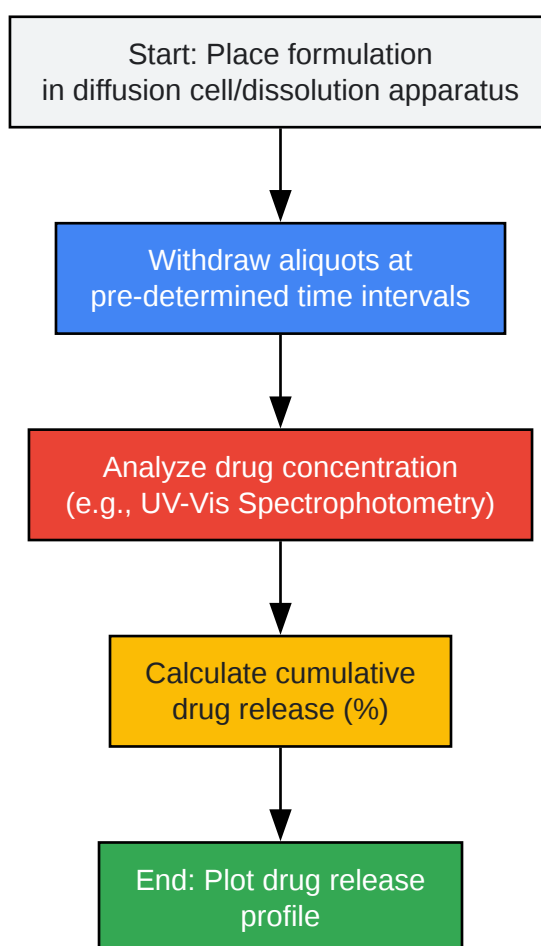 Start: Place formulation
in diffusion cell/dissolution apparatus
Withdraw aliquots at
pre-determined time intervals
Analyze drug concentration
(e.g., UV-Vis Spectrophotometry)
Calculate cumulative
drug release (%)
End: Plot drug release
profile